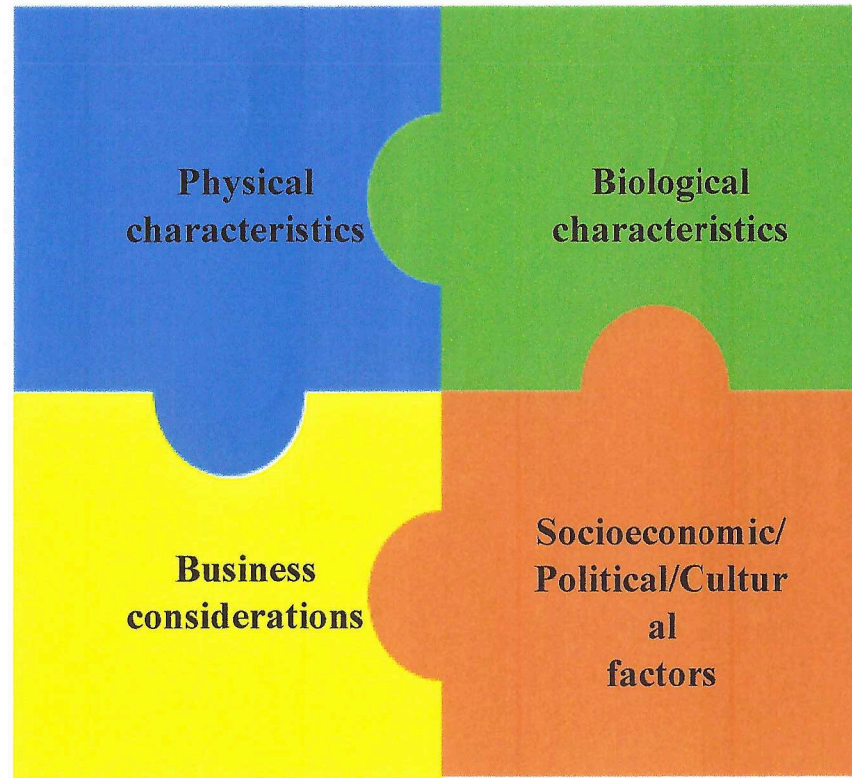 Physical
characteristics
Biological
characteristics
Business
considerations
Socioeconomic/
Political/Cultur
al
factors